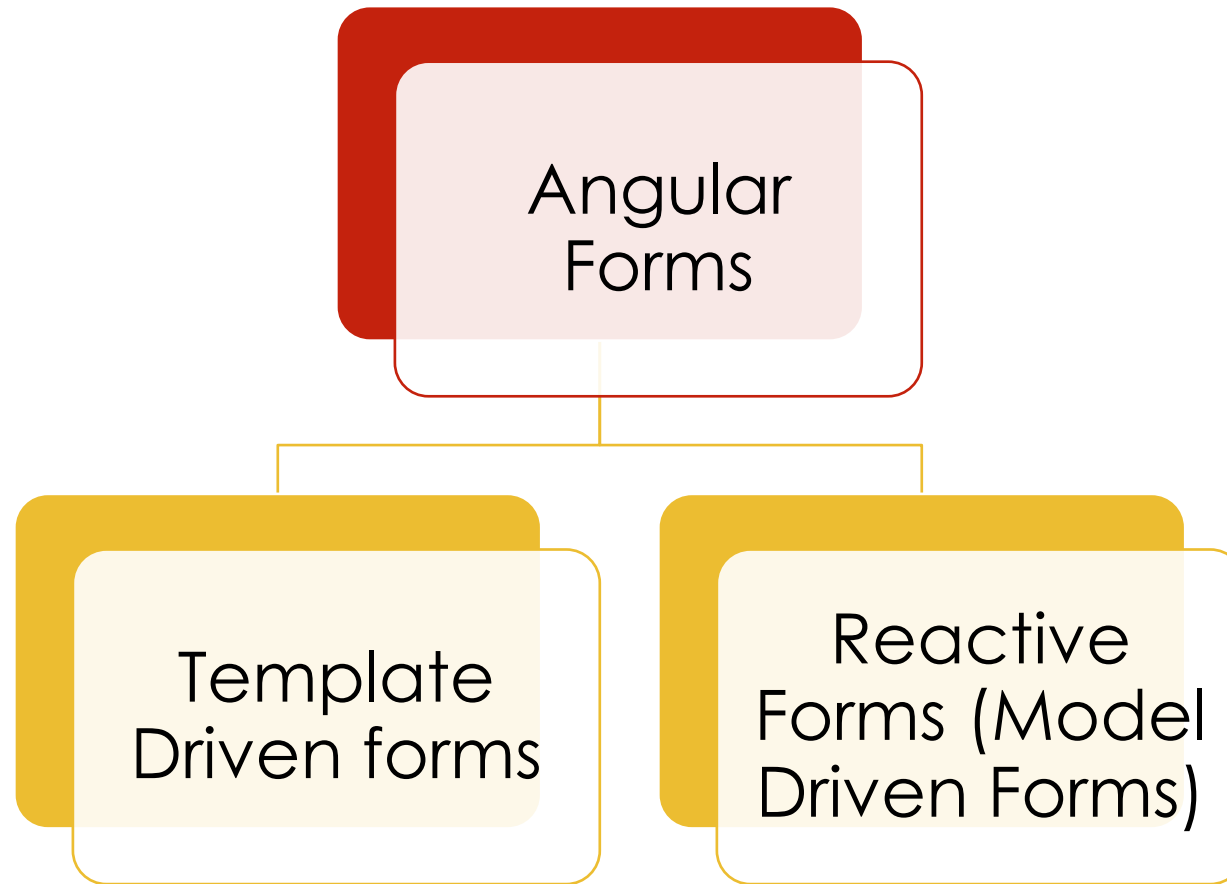 Angular
Forms
Template
Driven forms
Reactive
Forms (Model
Driven Forms)